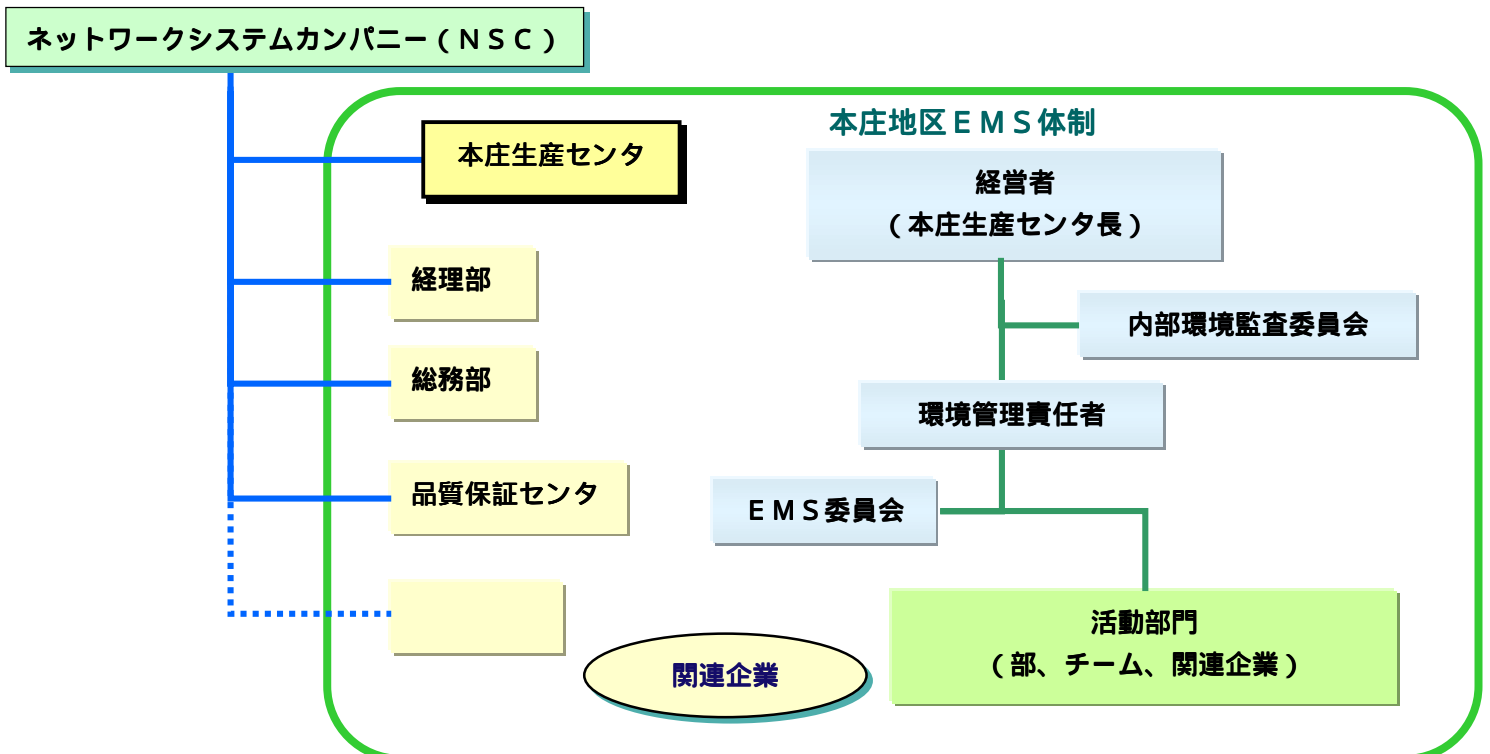 ネットワークシステムカンパニー（ＮＳＣ）
本庄地区ＥＭＳ体制
本庄生産センタ
経理部
総務部
品質保証センタ
関連企業
経営者
（本庄生産センタ長）
内部環境監査委員会
環境管理責任者
ＥＭＳ委員会
活動部門
（部、チーム、関連企業）